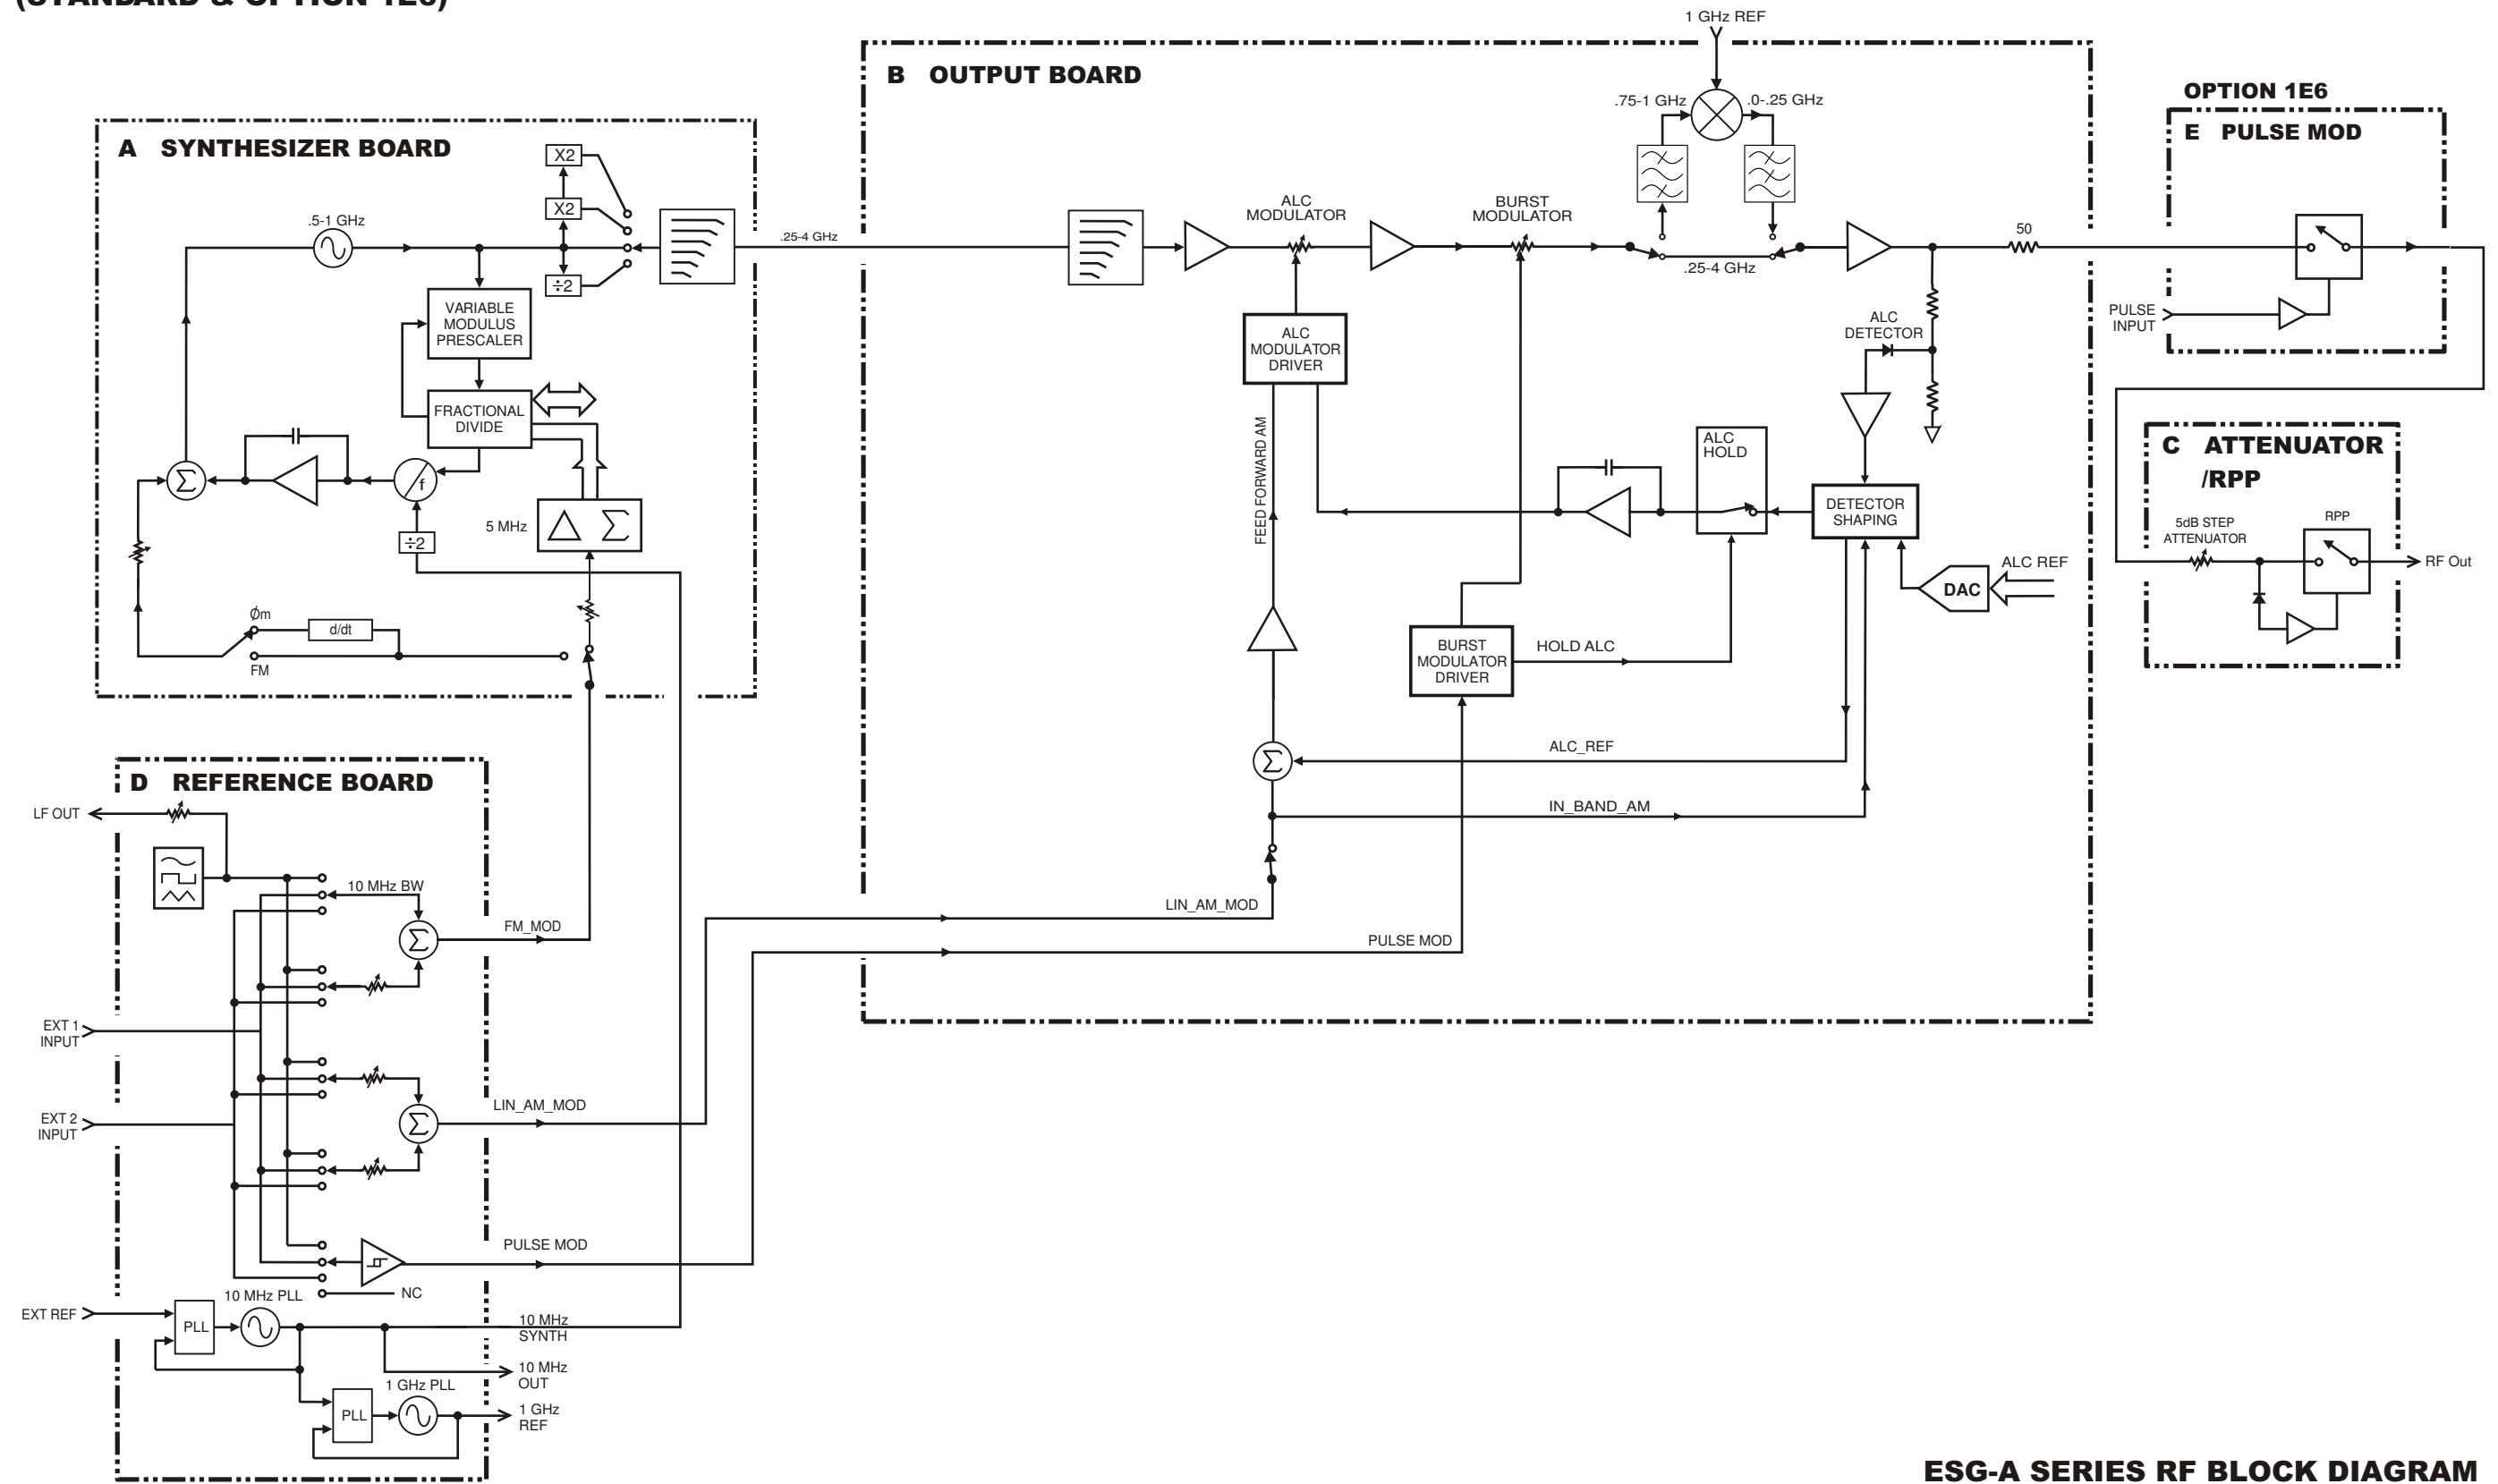 (STANDARD & OPTION 1E6)
1 GHz REF
B OUTPUT BOARD
.75-1 GHz
.0-.25 GHz
OPTION 1E6
E PULSE MOD
A SYNTHESIZER BOARD
X2
X2
÷2
.5-1 GHz
.25-4 GHz
ALC
MODULATOR
BURST
MODULATOR
.25-4 GHz
50
PULSE
INPUT
VARIABLE
MODULUS
PRESCALER
ALC
MODULATOR
DRIVER
ALC
DETECTOR
FRACTIONAL
DIVIDE
FEED FORWARD AM
ALC
HOLD
C ATTENUATOR
/RPP
Σ
f
5 MHz
Σ
÷2
DETECTOR
SHAPING
5dB STEP
ATTENUATOR
RPP
RF Out
ALC REF
DAC
Øm
d/dt
FM
BURST
MODULATOR
DRIVER
HOLD ALC
Σ
ALC_REF
IN_BAND_AM
D REFERENCE BOARD
LF OUT
10 MHz BW
Σ
FM_MOD
LIN_AM_MOD
PULSE MOD
EXT 1
INPUT
EXT 2
INPUT
Σ
LIN_AM_MOD
PULSE MOD
NC
EXT REF
PLL
10 MHz PLL
10 MHz
SYNTH
10 MHz
OUT
1 GHz PLL
PLL
1 GHz
REF
ESG-A SERIES RF BLOCK DIAGRAM